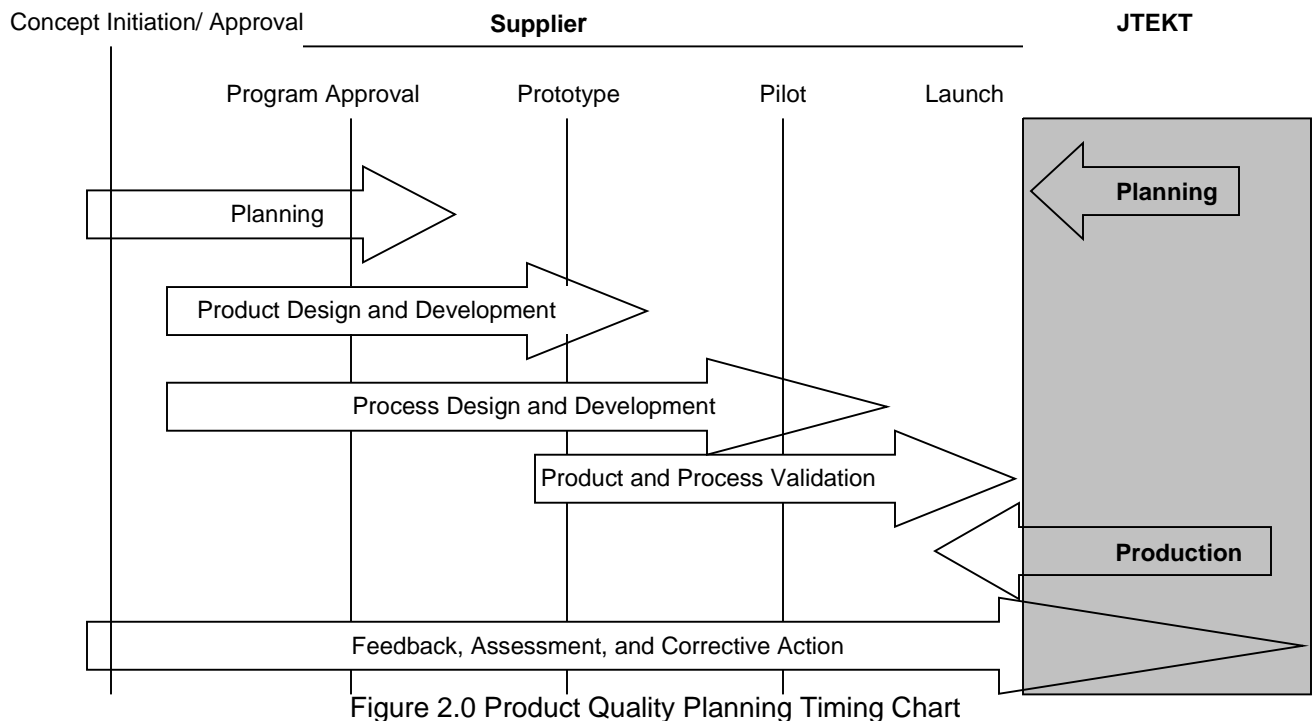 Concept Initiation/ Approval
Supplier
JTEKT
Program Approval
Prototype
Pilot
Launch
Planning
Planning
Product Design and Development
Process Design and Development
Product and Process Validation
Production
Feedback, Assessment, and Corrective Action
Figure 2.0 Product Quality Planning Timing Chart